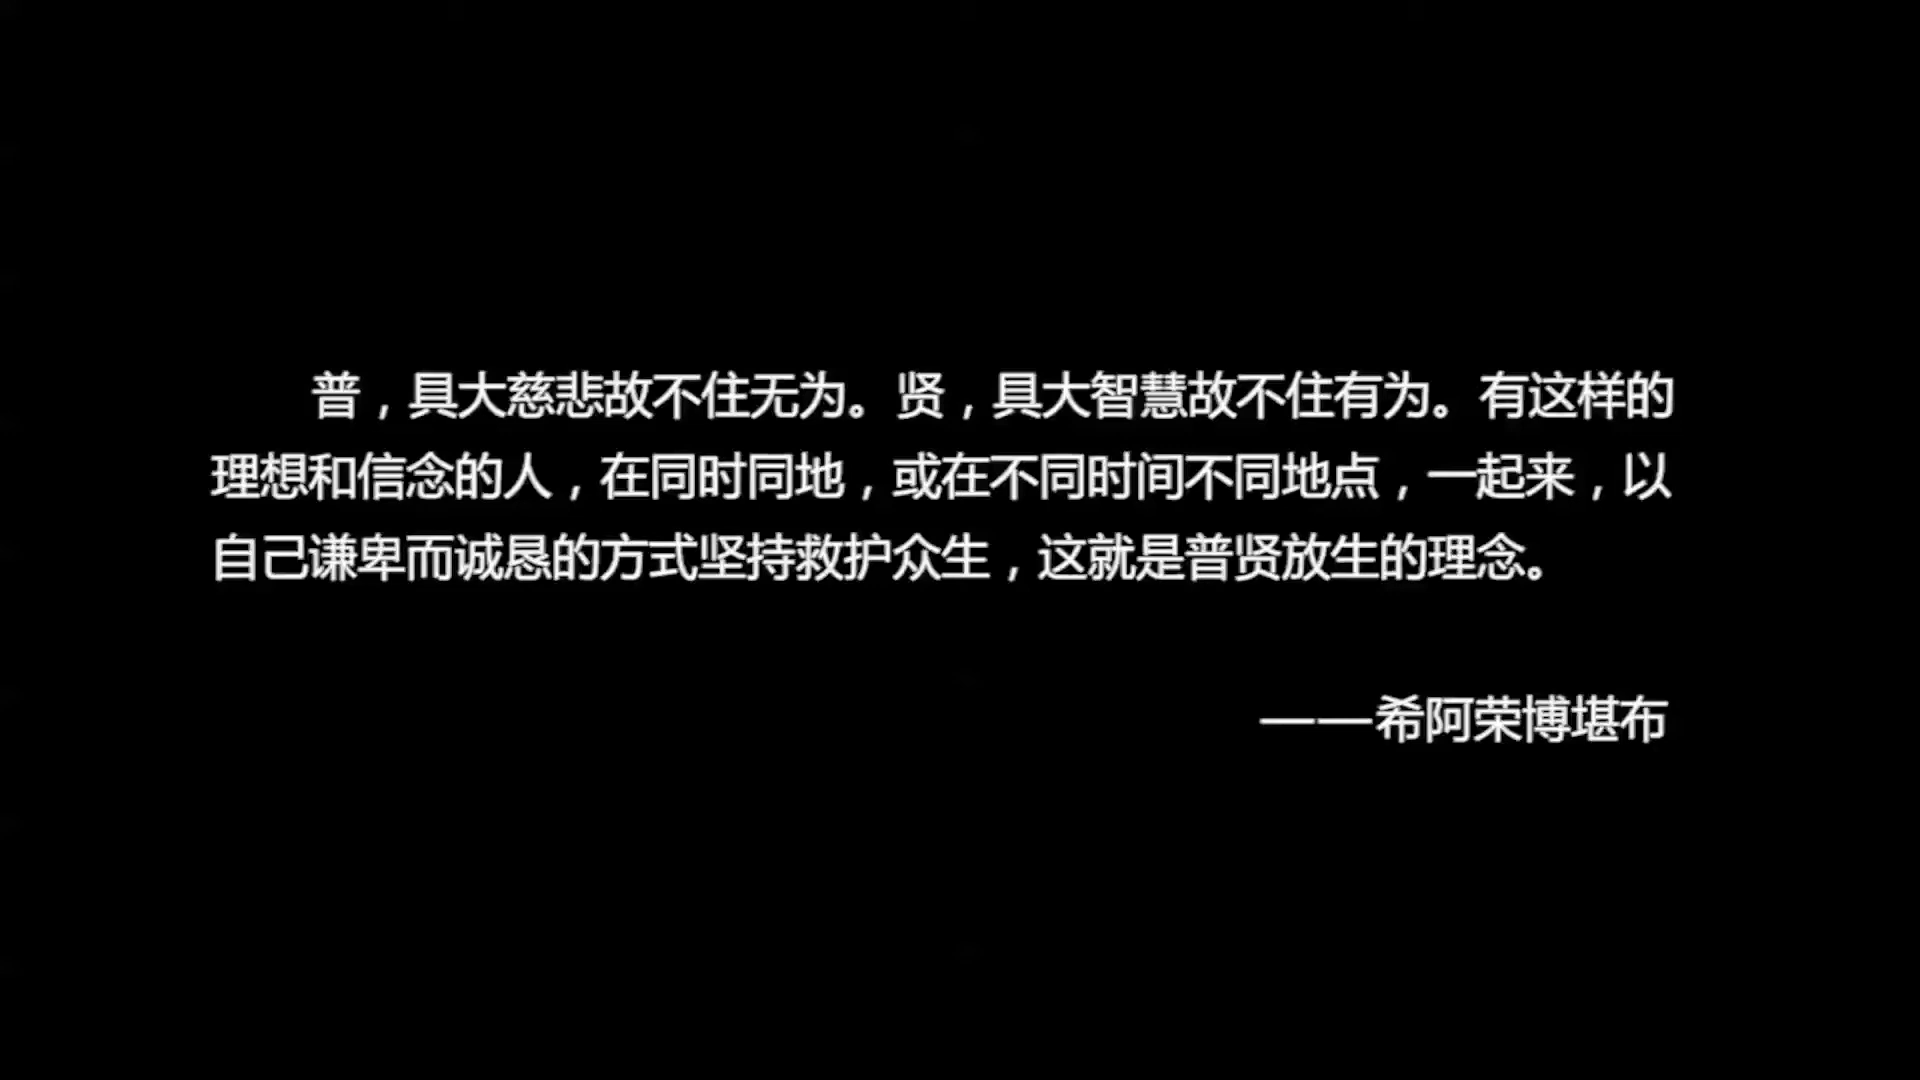 普，具大慈悲故不住无为。贤，具大智慧故不住有为。有这样的
理想和信念的人，在同时同地，或在不同时间不同地点，一起来，以
自己谦卑而诚恳的方式坚持救护众生，这就是普贤放生的理念。
——希阿荣博堪布